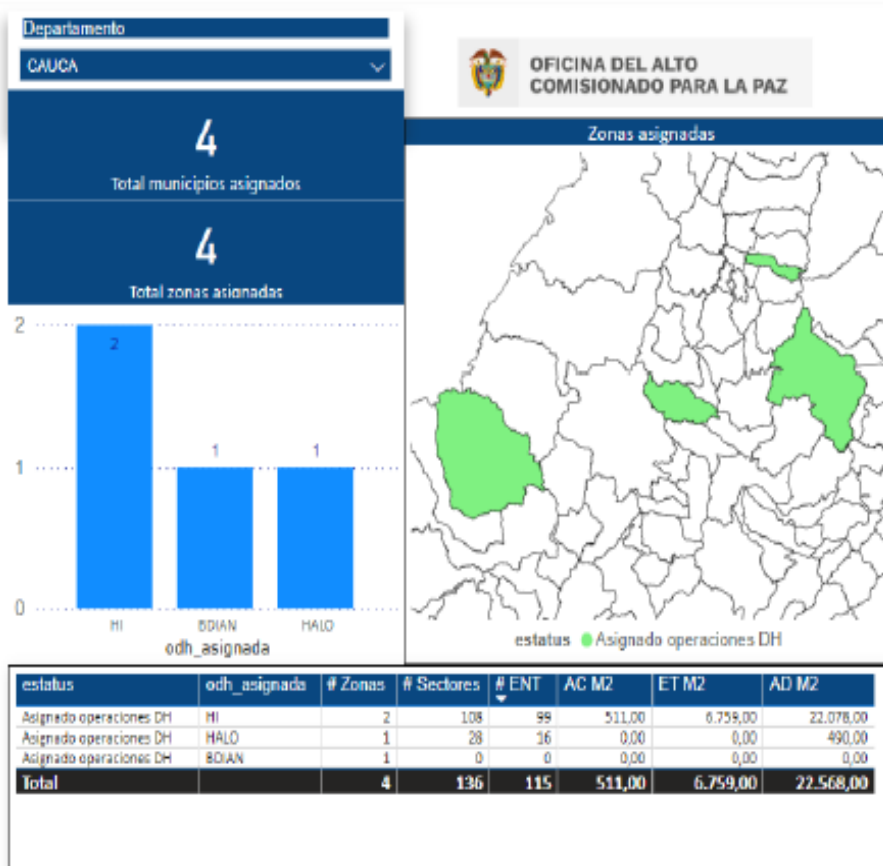 Departamento
CAUCA
OFICINA DEL ALTO
COMISIONADO PARA LA PAZ
4
Total municipios asignados
4
Total zonas asignadas
Zonas asignadas
2
1
0
2
1
1
HI
BDIAN
HALO
odh_asignada
estatus Asignado operaciones DH
estatus odh_asignada # Zonas # Sectores # ENT AC M2 ET M2 AD M2
Asignado operaciones DH HI 2 108 99 511,00 6.759,00 22.078,00
Asignado operaciones DH HALO 1 28 16 0,00 0,00 490,00
Asignado operaciones DH BDIAN 1 0 0 0,00 0,00 0,00
Total 4 136 115 511,00 6.759,00 22.568,00